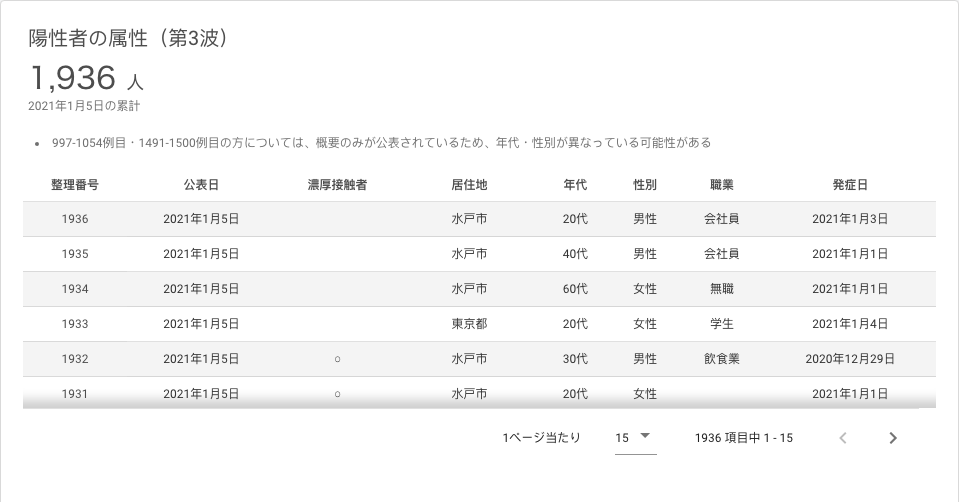 陽性者の属性（第3波）
1,936 人
2021年1月5日の累計
• 997-1054例目・1491-1500例目の方については、概要のみが公表されているため、年代・性別が異なっている可能性がある
整理番号 公表日 濃厚接触者 居住地 年代 性別 職業 発症日
1936 2021年1月5日 水戸市 20代 男性 会社員 2021年1月3日
1935 2021年1月5日 水戸市 40代 男性 会社員 2021年1月1日
1934 2021年1月5日 水戸市 60代 女性 無職 2021年1月1日
1933 2021年1月5日 東京都 20代 女性 学生 2021年1月4日
1932 2021年1月5日 ○ 水戸市 30代 男性 飲食業 2020年12月29日
1931 2021年1月5日 ○ 水戸市 20代 女性 2021年1月1日
1ページ当たり 15 1936 項目中 1 - 15